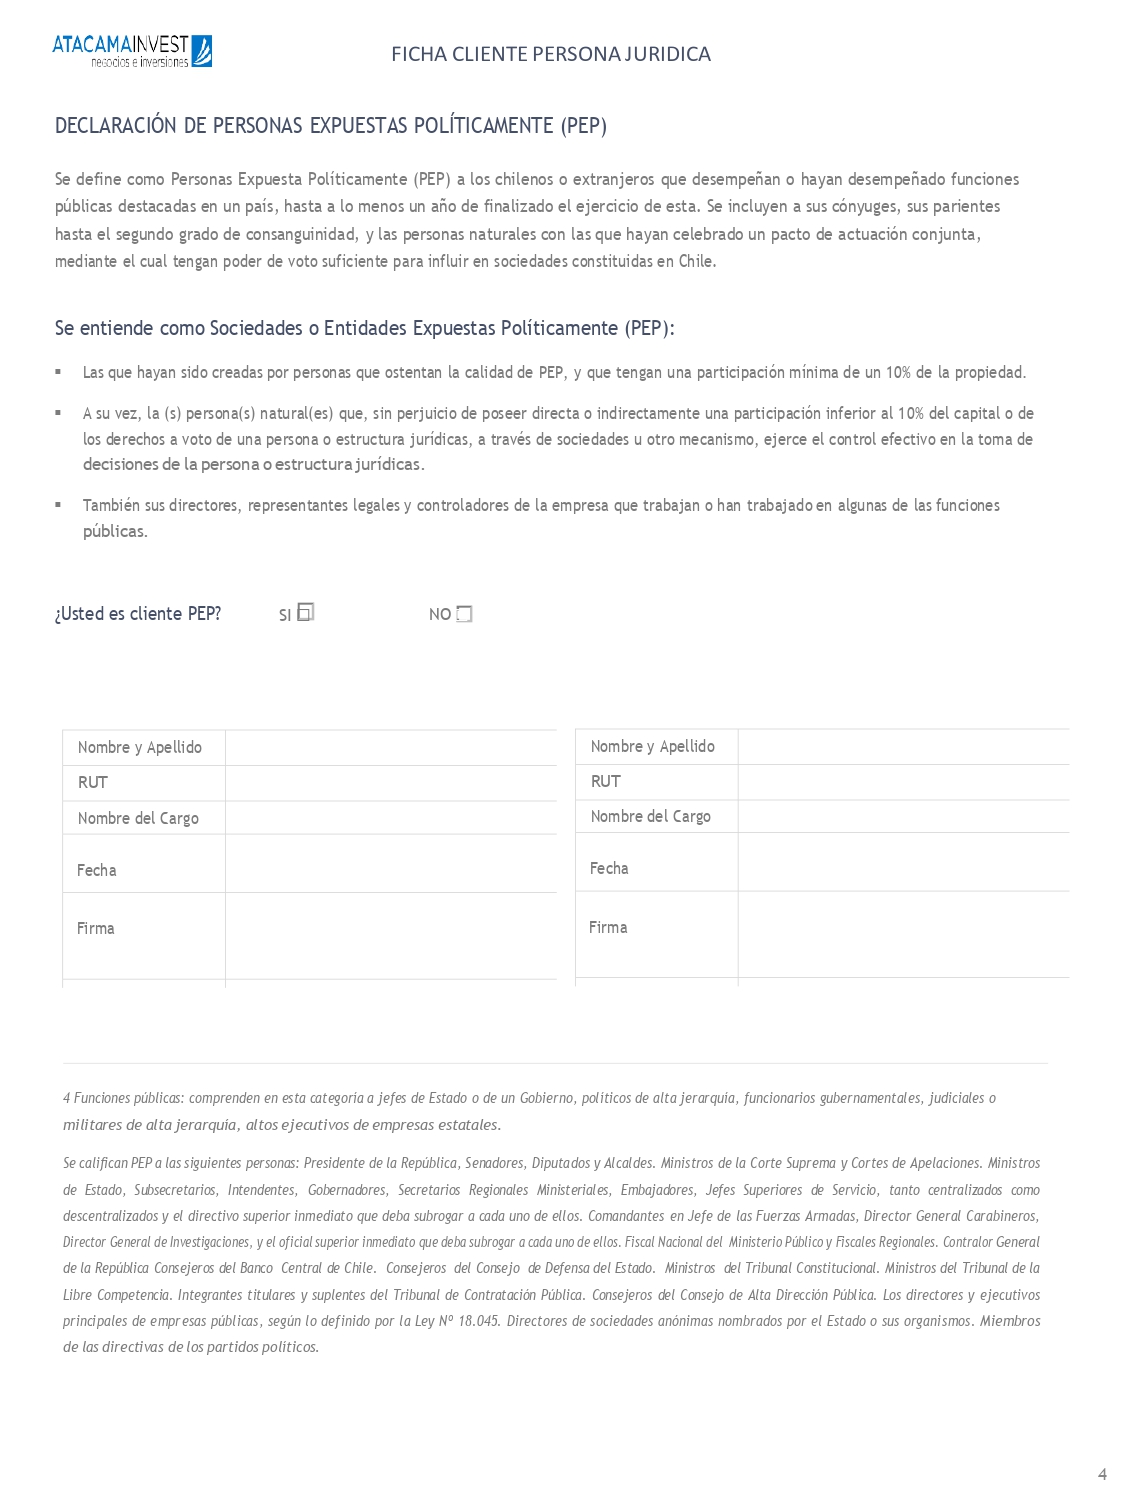 ATACAMAINVEST
negocios e inversiones
FICHA CLIENTE PERSONA JURIDICA
DECLARACIÓN DE PERSONAS EXPUESTAS POLÍTICAMENTE (PEP)
Se define como Personas Expuesta Políticamente (PEP) a los chilenos o extranjeros que desempeñan o hayan desempeñado funciones
públicas destacadas en un país, hasta a lo menos un año de finalizado el ejercicio de esta. Se incluyen a sus cónyuges, sus parientes
hasta el segundo grado de consanguinidad, y las personas naturales con las que hayan celebrado un pacto de actuación conjunta,
mediante el cual tengan poder de voto suficiente para influir en sociedades constituidas en Chile.
Se entiende como Sociedades o Entidades Expuestas Políticamente (PEP):
▪ Las que hayan sido creadas por personas que ostentan la calidad de PEP, y que tengan una participación mínima de un 10% de la propiedad.
▪ A su vez, la (s) persona(s) natural(es) que, sin perjuicio de poseer directa o indirectamente una participación inferior al 10% del capital o de
los derechos a voto de una persona o estructura jurídicas, a través de sociedades u otro mecanismo, ejerce el control efectivo en la toma de
decisiones de la persona o estructura jurídicas.
▪ También sus directores, representantes legales y controladores de la empresa que trabajan o han trabajado en algunas de las funciones
públicas.
¿Usted es cliente PEP? SI NO
Nombre y Apellido
RUT
Nombre del Cargo
Fecha
Firma
Nombre y Apellido
RUT
Nombre del Cargo
Fecha
Firma
4 Funciones públicas: comprenden en esta categoría a jefes de Estado o de un Gobierno, políticos de alta jerarquía, funcionarios gubernamentales, judiciales o
militares de alta jerarquía, altos ejecutivos de empresas estatales.
Se califican PEP a las siguientes personas: Presidente de la República, Senadores, Diputados y Alcaldes. Ministros de la Corte Suprema y Cortes de Apelaciones. Ministros
de Estado, Subsecretarios, Intendentes, Gobernadores, Secretarios Regionales Ministeriales, Embajadores, Jefes Superiores de Servicio, tanto centralizados como
descentralizados y el directivo superior inmediato que deba subrogar a cada uno de ellos. Comandantes en Jefe de las Fuerzas Armadas, Director General Carabineros,
Director General de Investigaciones, y el oficial superior inmediato que deba subrogar a cada uno de ellos. Fiscal Nacional del Ministerio Público y Fiscales Regionales. Contralor General
de la República Consejeros del Banco Central de Chile. Consejeros del Consejo de Defensa del Estado. Ministros del Tribunal Constitucional. Ministros del Tribunal de la
Libre Competencia. Integrantes titulares y suplentes del Tribunal de Contratación Pública. Consejeros del Consejo de Alta Dirección Pública. Los directores y ejecutivos
principales de empresas públicas, según lo definido por la Ley Nº 18.045. Directores de sociedades anónimas nombrados por el Estado o sus organismos. Miembros
de las directivas de los partidos políticos.
4